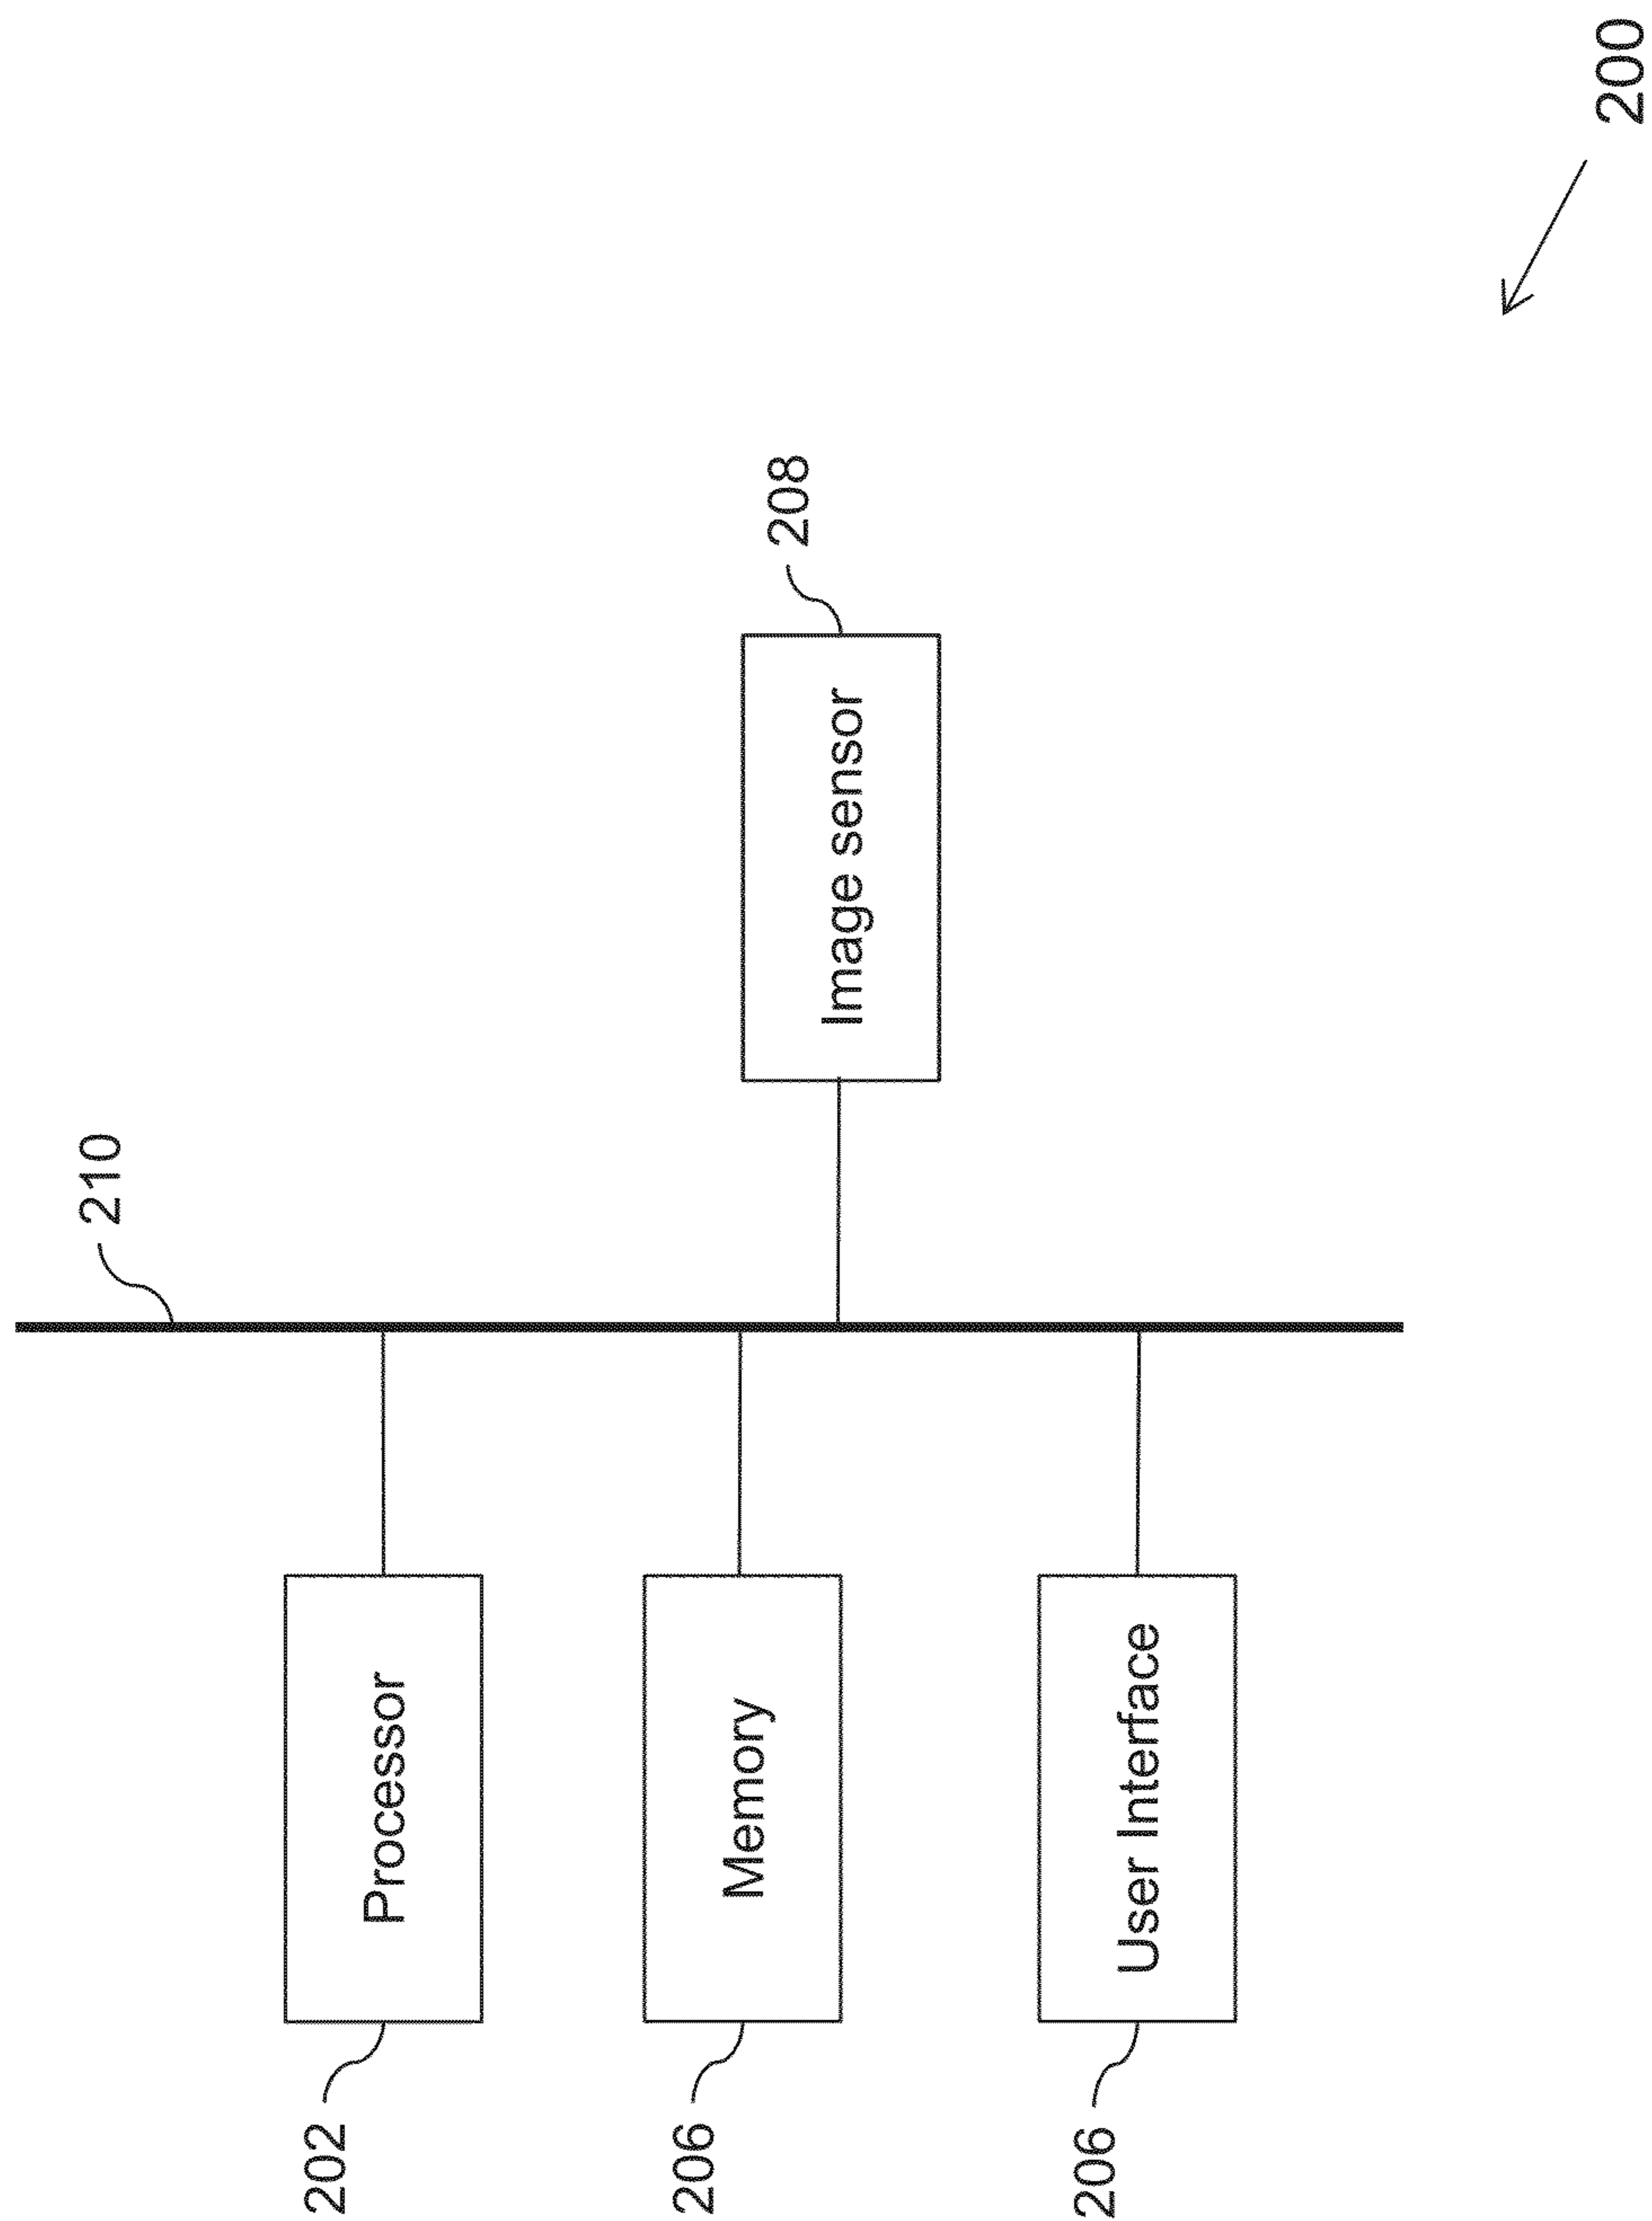 210
Processor
202
Memory
206
User Interface
206
Image sensor
208
200